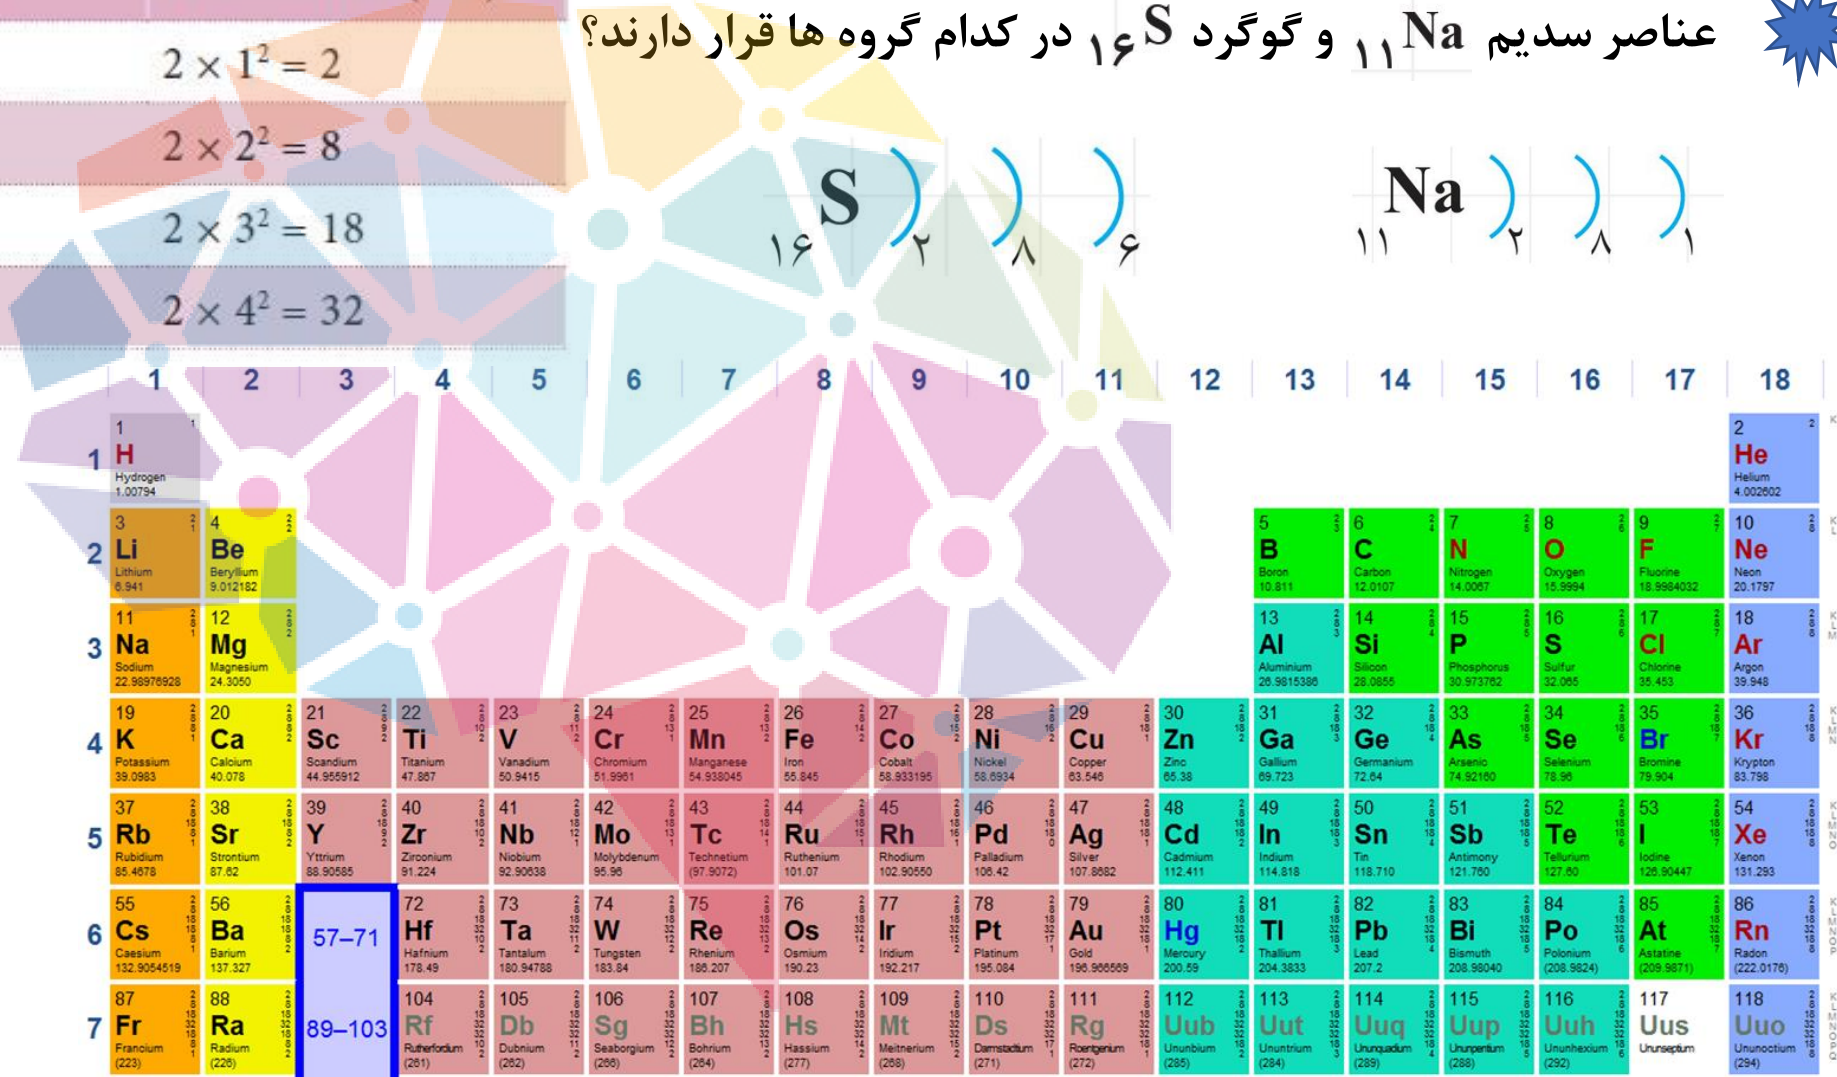 عناصر سدیم ₁₁Na و گوگرد ₁₆S در کدام گروه ها قرار دارند؟
2 × 1² = 2
2 × 2² = 8
2 × 3² = 18
2 × 4² = 32
₁₆S ) ۲ ) ۸ ) ۶
₁₁Na ) ۲ ) ۸ ) ۱
1 2 3 4 5 6 7 8 9 10 11 12 13 14 15 16 17 18
1 2
1 H He
Hydrogen Helium
1.00794 4.002602
3 4 5 6 7 8 9 10
2 Li Be B C N O F Ne
Lithium Beryllium Boron Carbon Nitrogen Oxygen Fluorine Neon
6.941 9.012182 10.811 12.0107 14.0067 15.9994 18.9984032 20.1797
11 12 13 14 15 16 17 18
3 Na Mg Al Si P S Cl Ar
Sodium Magnesium Aluminium Silicon Phosphorus Sulfur Chlorine Argon
22.98976928 24.3050 26.9815386 28.0855 30.973762 32.065 35.453 39.948
19 20 21 22 23 24 25 26 27 28 29 30 31 32 33 34 35 36
4 K Ca Sc Ti V Cr Mn Fe Co Ni Cu Zn Ga Ge As Se Br Kr
Potassium Calcium Scandium Titanium Vanadium Chromium Manganese Iron Cobalt Nickel Copper Zinc Gallium Germanium Arsenic Selenium Bromine Krypton
39.0983 40.078 44.955912 47.867 50.9415 51.9961 54.938045 55.845 58.933195 58.6934 63.546 65.38 69.723 72.64 74.92160 78.96 79.904 83.798
37 38 39 40 41 42 43 44 45 46 47 48 49 50 51 52 53 54
5 Rb Sr Y Zr Nb Mo Tc Ru Rh Pd Ag Cd In Sn Sb Te I Xe
Rubidium Strontium Yttrium Zirconium Niobium Molybdenum Technetium Ruthenium Rhodium Palladium Silver Cadmium Indium Tin Antimony Tellurium Iodine Xenon
85.4678 87.62 88.90585 91.224 92.90638 95.96 (97.9072) 101.07 102.90550 106.42 107.8682 112.411 114.818 118.710 121.760 127.60 126.90447 131.293
55 56 72 73 74 75 76 77 78 79 80 81 82 83 84 85 86
6 Cs Ba 57–71 Hf Ta W Re Os Ir Pt Au Hg Tl Pb Bi Po At Rn
Caesium Barium Hafnium Tantalum Tungsten Rhenium Osmium Iridium Platinum Gold Mercury Thallium Lead Bismuth Polonium Astatine Radon
132.9054519 137.327 178.49 180.94788 183.84 186.207 190.23 192.217 195.084 196.966569 200.59 204.3833 207.2 208.98040 (208.9824) (209.9871) (222.0176)
87 88 104 105 106 107 108 109 110 111 112 113 114 115 116 117 118
7 Fr Ra 89–103 Rf Db Sg Bh Hs Mt Ds Rg Uub Uut Uuq Uup Uuh Uus Uuo
Francium Radium Rutherfordium Dubnium Seaborgium Bohrium Hassium Meitnerium Darmstadtium Roentgenium Ununbium Ununtrium Ununquadium Ununpentium Ununhexium Ununseptium Ununoctium
(223) (226) (261) (262) (266) (264) (277) (268) (271) (272) (285) (284) (289) (288) (292) (294)